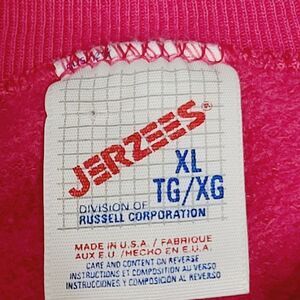 JERZEES®
XL
TG/XG
DIVISION OF
RUSSELL CORPORATION
MADE IN U.S.A. / FABRIQUE
AUX E.U. /HECHO EN E.U.A.
CARE AND CONTENT ON REVERSE
INSTRUCTIONS ET COMPOSITION AU VERSO
INSTRUCCIONES Y COMPOSICIÓN AL REVERSO